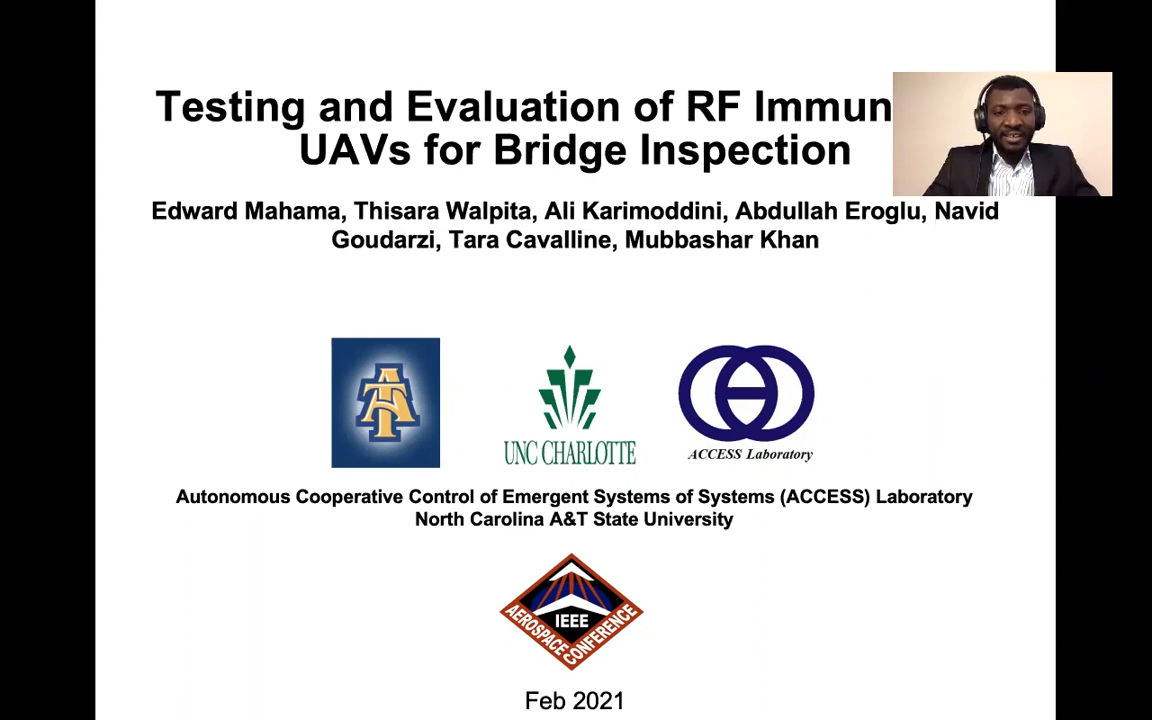 Testing and Evaluation of RF
UAVs for Bridge Inspection
Edward Mahama, Thisara Walpita, Ali Karimoddini, Abdullah Eroglu, Navid
Goudarzi, Tara Cavalline, Mubbashar Khan
AT
UNC CHARLOTTE
ACCESS Laboratory
Autonomous Cooperative Control of Emergent Systems of Systems (ACCESS) Laboratory
North Carolina A&T State University
IEEE
AEROSPACE CONFERENCE
Feb 2021